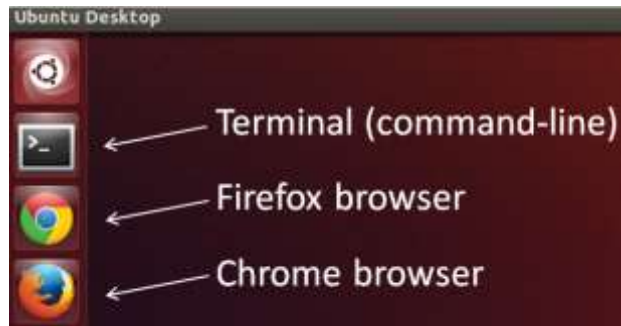 Ubuntu Desktop
Terminal (command-line)
Firefox browser
Chrome browser